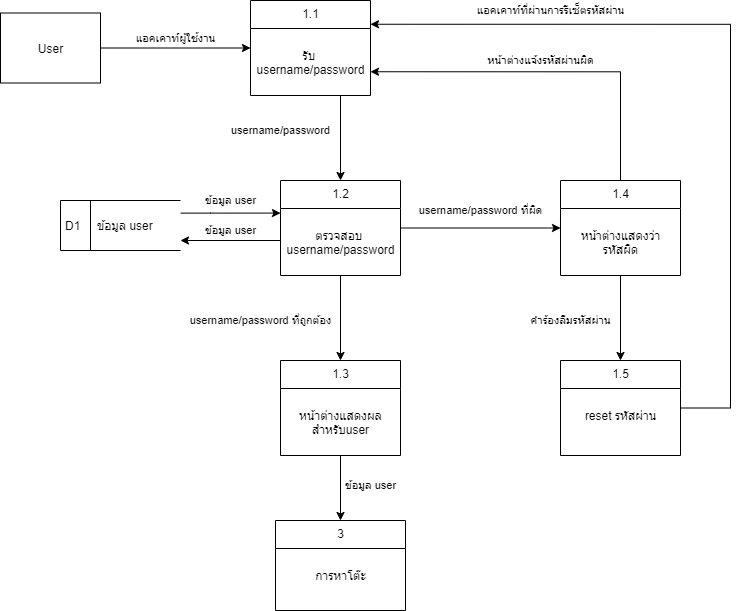 1.1
แอคเคาท์ที่ผ่านการรีเซ็ตรหัสผ่าน
User
แอคเคาท์ผู้ใช้งาน
รับ
username/password
หน้าต่างแจ้งรหัสผ่านผิด
username/password
1.2
1.4
D1
ข้อมูล user
ข้อมูล user
ข้อมูล user
ตรวจสอบ
username/password
username/password ที่ผิด
หน้าต่างแสดงว่า
รหัสผิด
username/password ที่ถูกต้อง
คำร้องลืมรหัสผ่าน
1.3
1.5
หน้าต่างแสดงผล
สำหรับuser
reset รหัสผ่าน
ข้อมูล user
3
การหาโต๊ะ